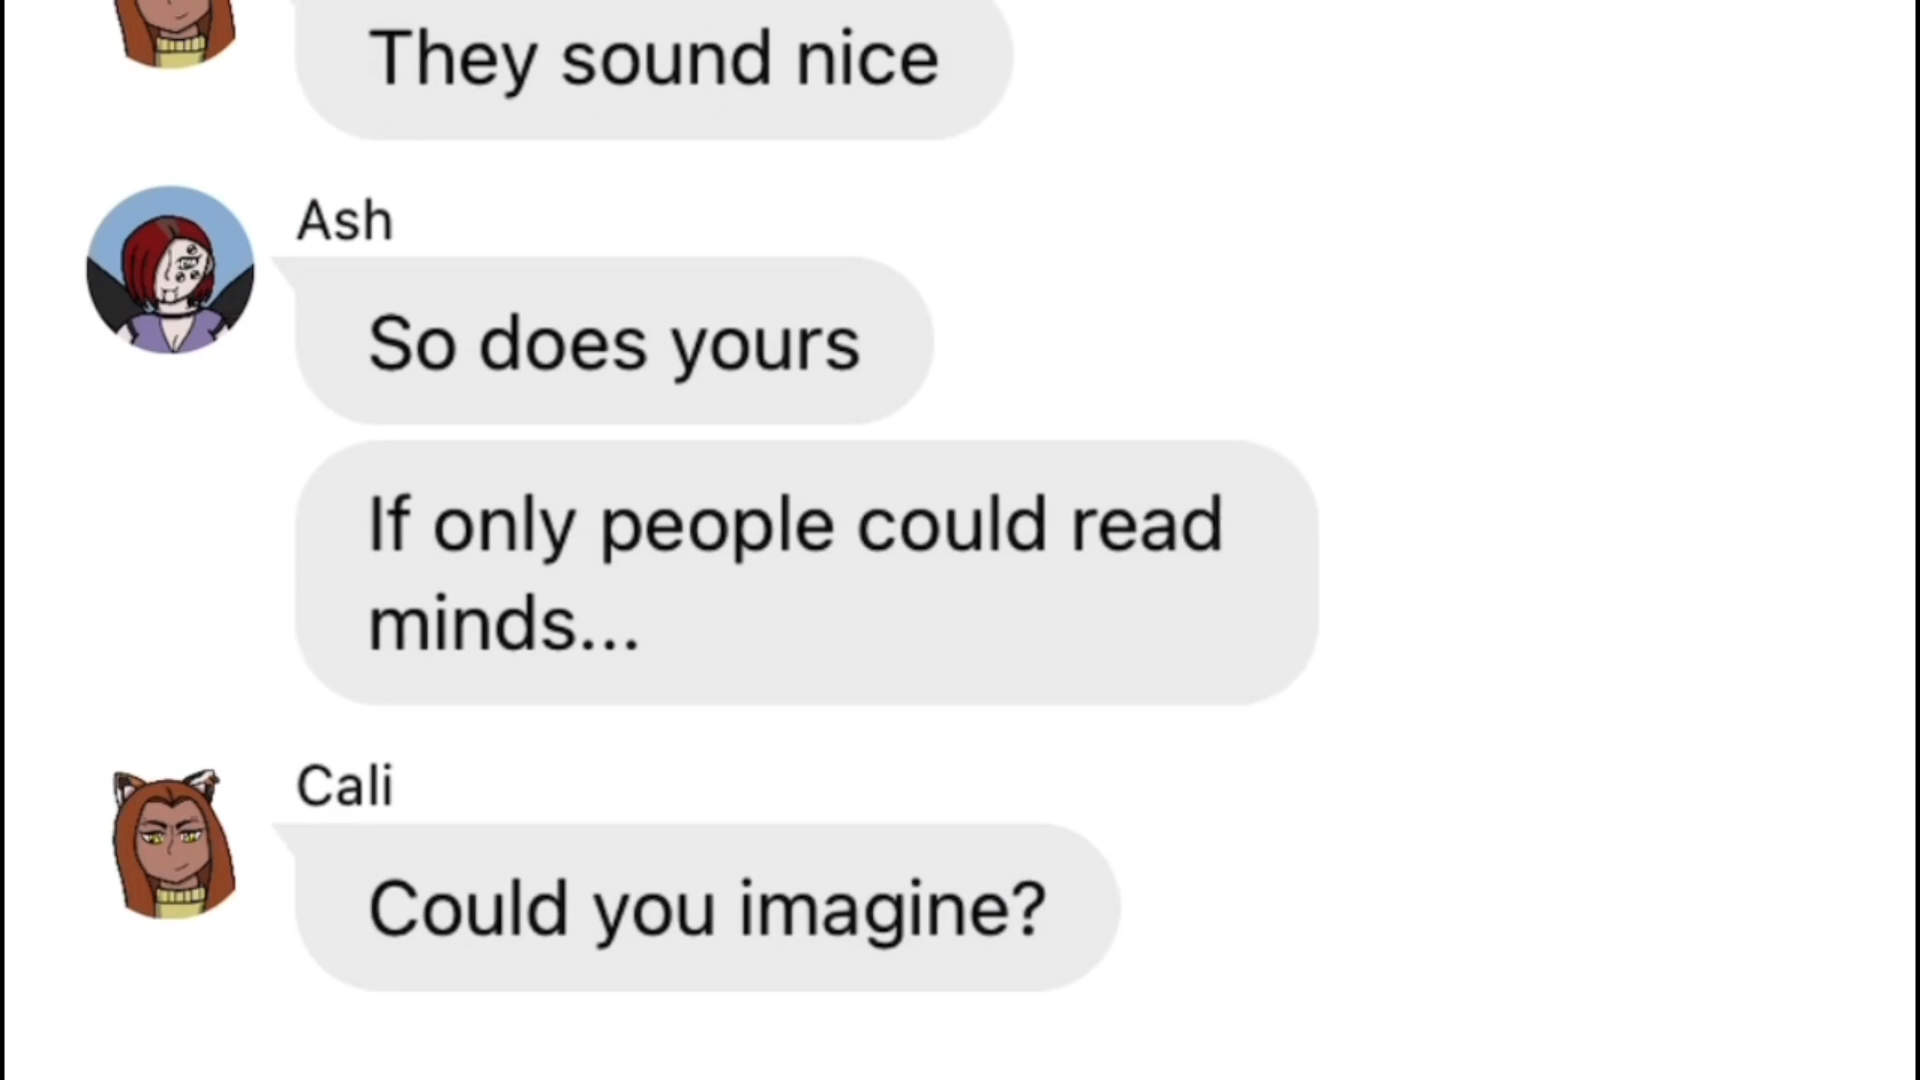 They sound nice
Ash
So does yours
If only people could read
minds...
Cali
Could you imagine?